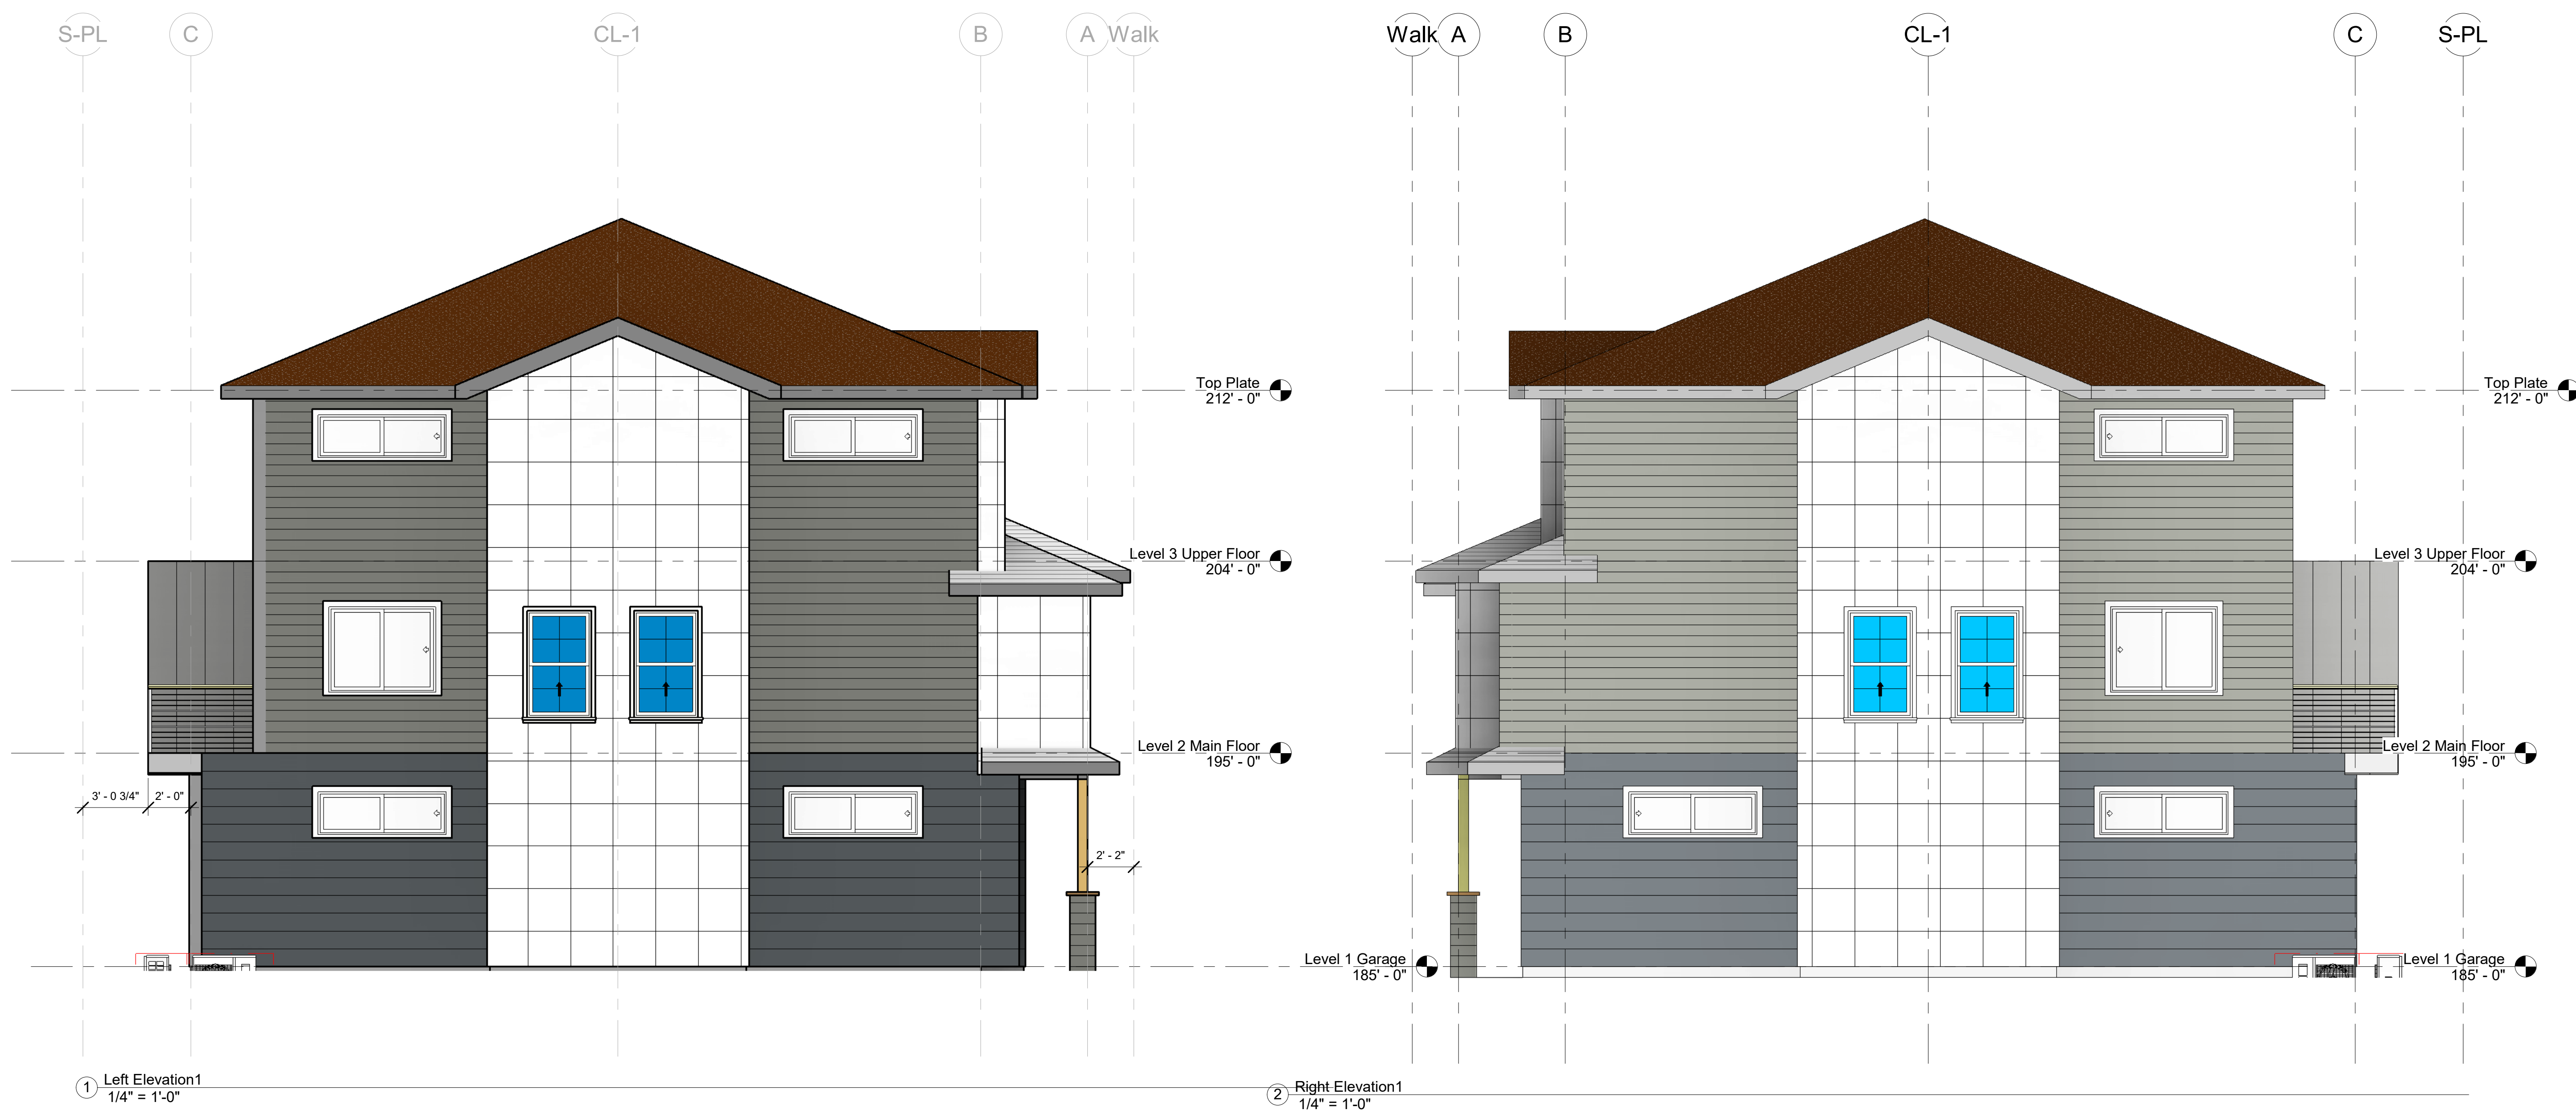 S-PL
C
CL-1
B
A
Walk
Walk
A
B
CL-1
C
S-PL
Top Plate
212' - 0"
Top Plate
212' - 0"
Level 3 Upper Floor
204' - 0"
Level 3 Upper Floor
204' - 0"
Level 2 Main Floor
195' - 0"
Level 2 Main Floor
195' - 0"
3' - 0 3/4"
2' - 0"
2' - 2"
Level 1 Garage
185' - 0"
Level 1 Garage
185' - 0"
1
Left Elevation1
1/4" = 1'-0"
2
Right Elevation1
1/4" = 1'-0"